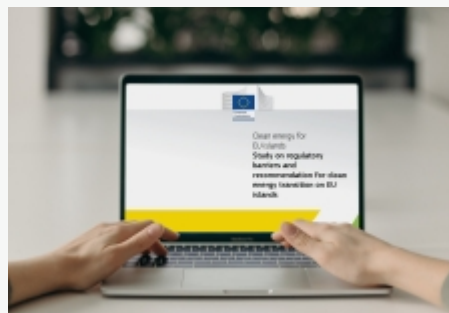 Clean energy for
EU islands
Study on regulatory
barriers and
recommendation for clean
energy transition on EU
islands